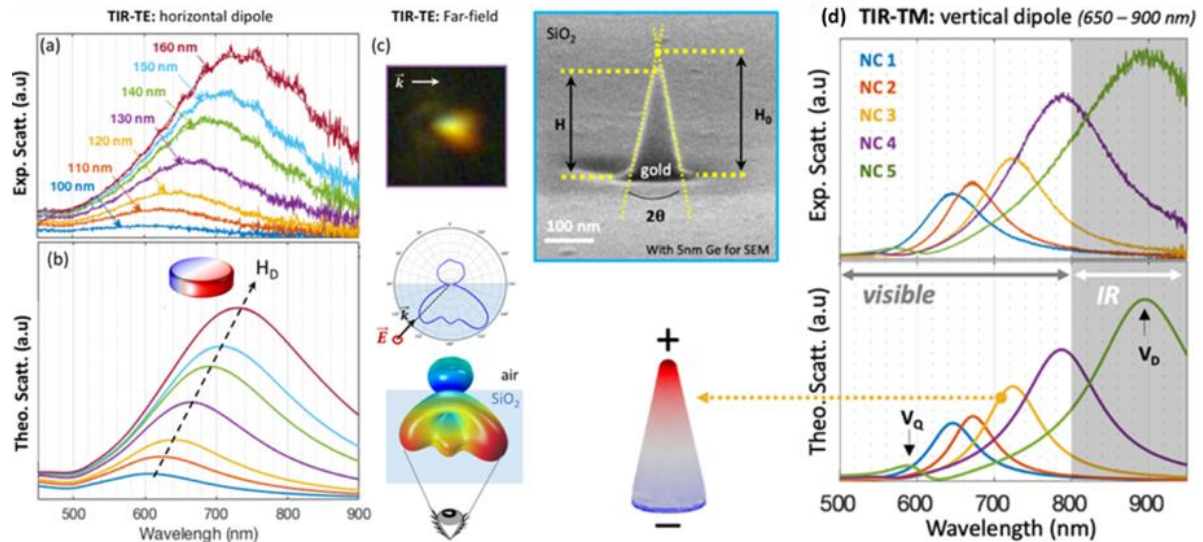 TIR-TE: horizontal dipole
(a)
160 nm
150 nm
140 nm
130 nm
120 nm
110 nm
100 nm
Exp. Scatt. (a.u)
(b)
H_D
Theo. Scatt. (a.u)
500 600 700 800 900
Wavelengh (nm)
TIR-TE: Far-field
(c)
k
k
E
air
SiO2
SiO2
H
H0
gold
2θ
100 nm
With 5nm Ge for SEM
+
−
(d) TIR-TM: vertical dipole (650 – 900 nm)
NC 1
NC 2
NC 3
NC 4
NC 5
Exp. Scatt. (a.u)
visible
IR
V_D
V_Q
Theo. Scatt. (a.u)
500 600 700 800 900
Wavelength (nm)